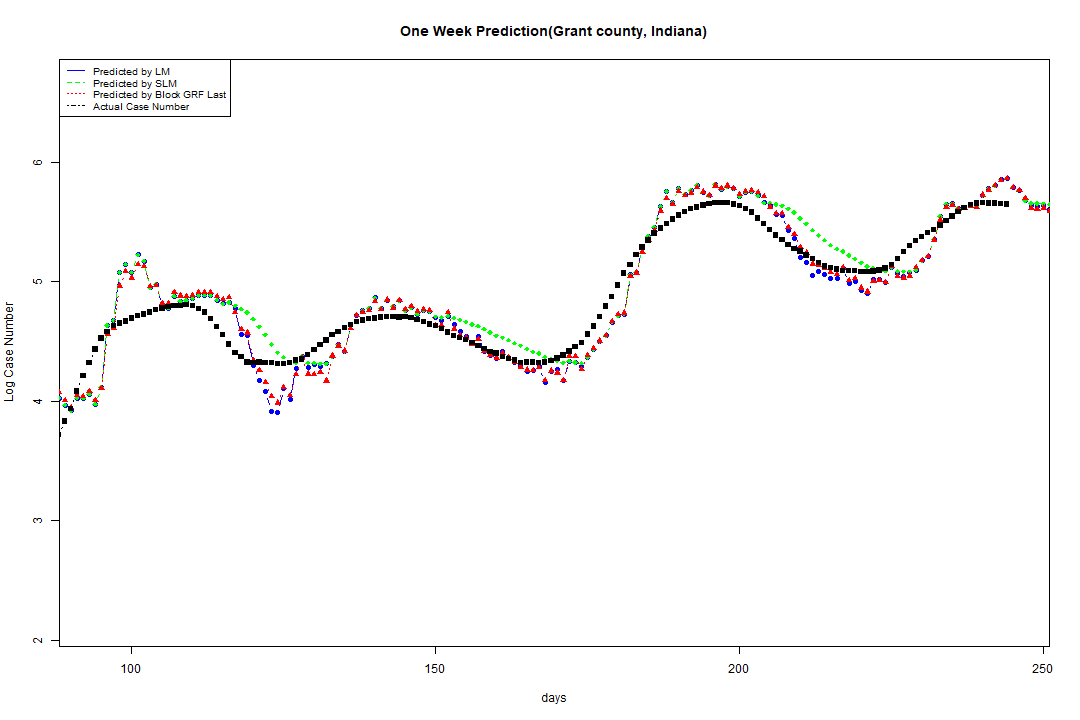 One Week Prediction(Grant county, Indiana)
Predicted by LM
Predicted by SLM
Predicted by Block GRF Last
Actual Case Number
Log Case Number
6
5
4
3
2
100 150 200 250
days